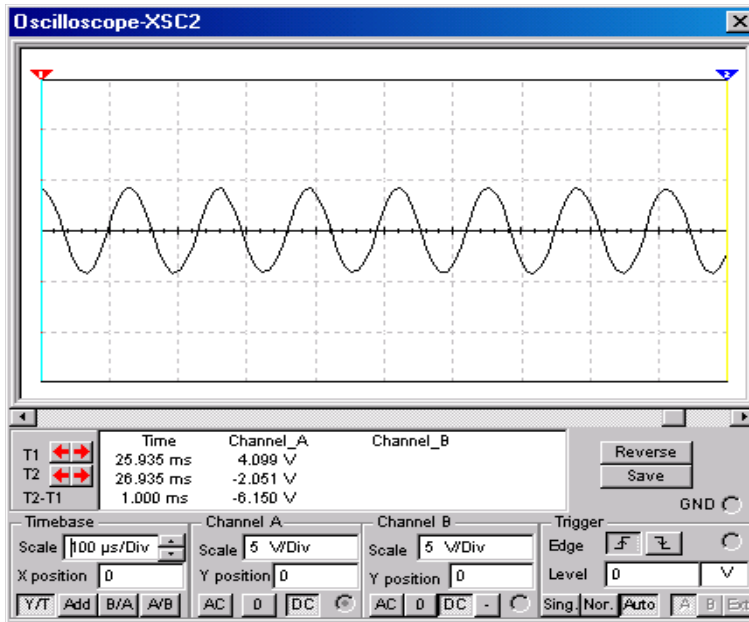 Oscilloscope-XSC2
1
2
Time Channel_A Channel_B
T1 25.935 ms 4.099 V
T2 26.935 ms -2.051 V
T2-T1 1.000 ms -6.150 V
Reverse
Save
GND
Timebase Channel A Channel B Trigger
Scale 100 µs/Div Scale 5 V/Div Scale 5 V/Div Edge
X position 0 Y position 0 Y position 0 Level 0 V
Y/T Add B/A A/B AC 0 DC AC 0 DC - Sing. Nor. Auto A B Ext